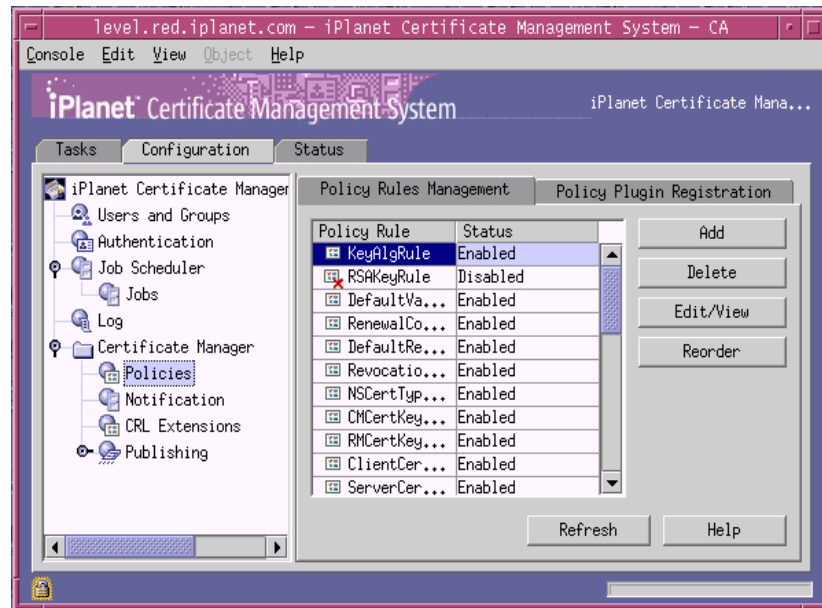 level.red.iplanet.com – iPlanet Certificate Management System – CA
Console Edit View Object Help
iPlanet Certificate Management System
iPlanet Certificate Mana...
Tasks Configuration Status
iPlanet Certificate Manager
Users and Groups
Authentication
Job Scheduler
Jobs
Log
Certificate Manager
Policies
Notification
CRL Extensions
Publishing
Policy Rules Management Policy Plugin Registration
Policy Rule Status
KeyAlgRule Enabled
RSAKeyRule Disabled
DefaultVa... Enabled
RenewalCo... Enabled
DefaultRe... Enabled
Revocatio... Enabled
NSCertTyp... Enabled
CMCertKey... Enabled
RMCertKey... Enabled
ClientCer... Enabled
ServerCer... Enabled
Add
Delete
Edit/View
Reorder
Refresh Help